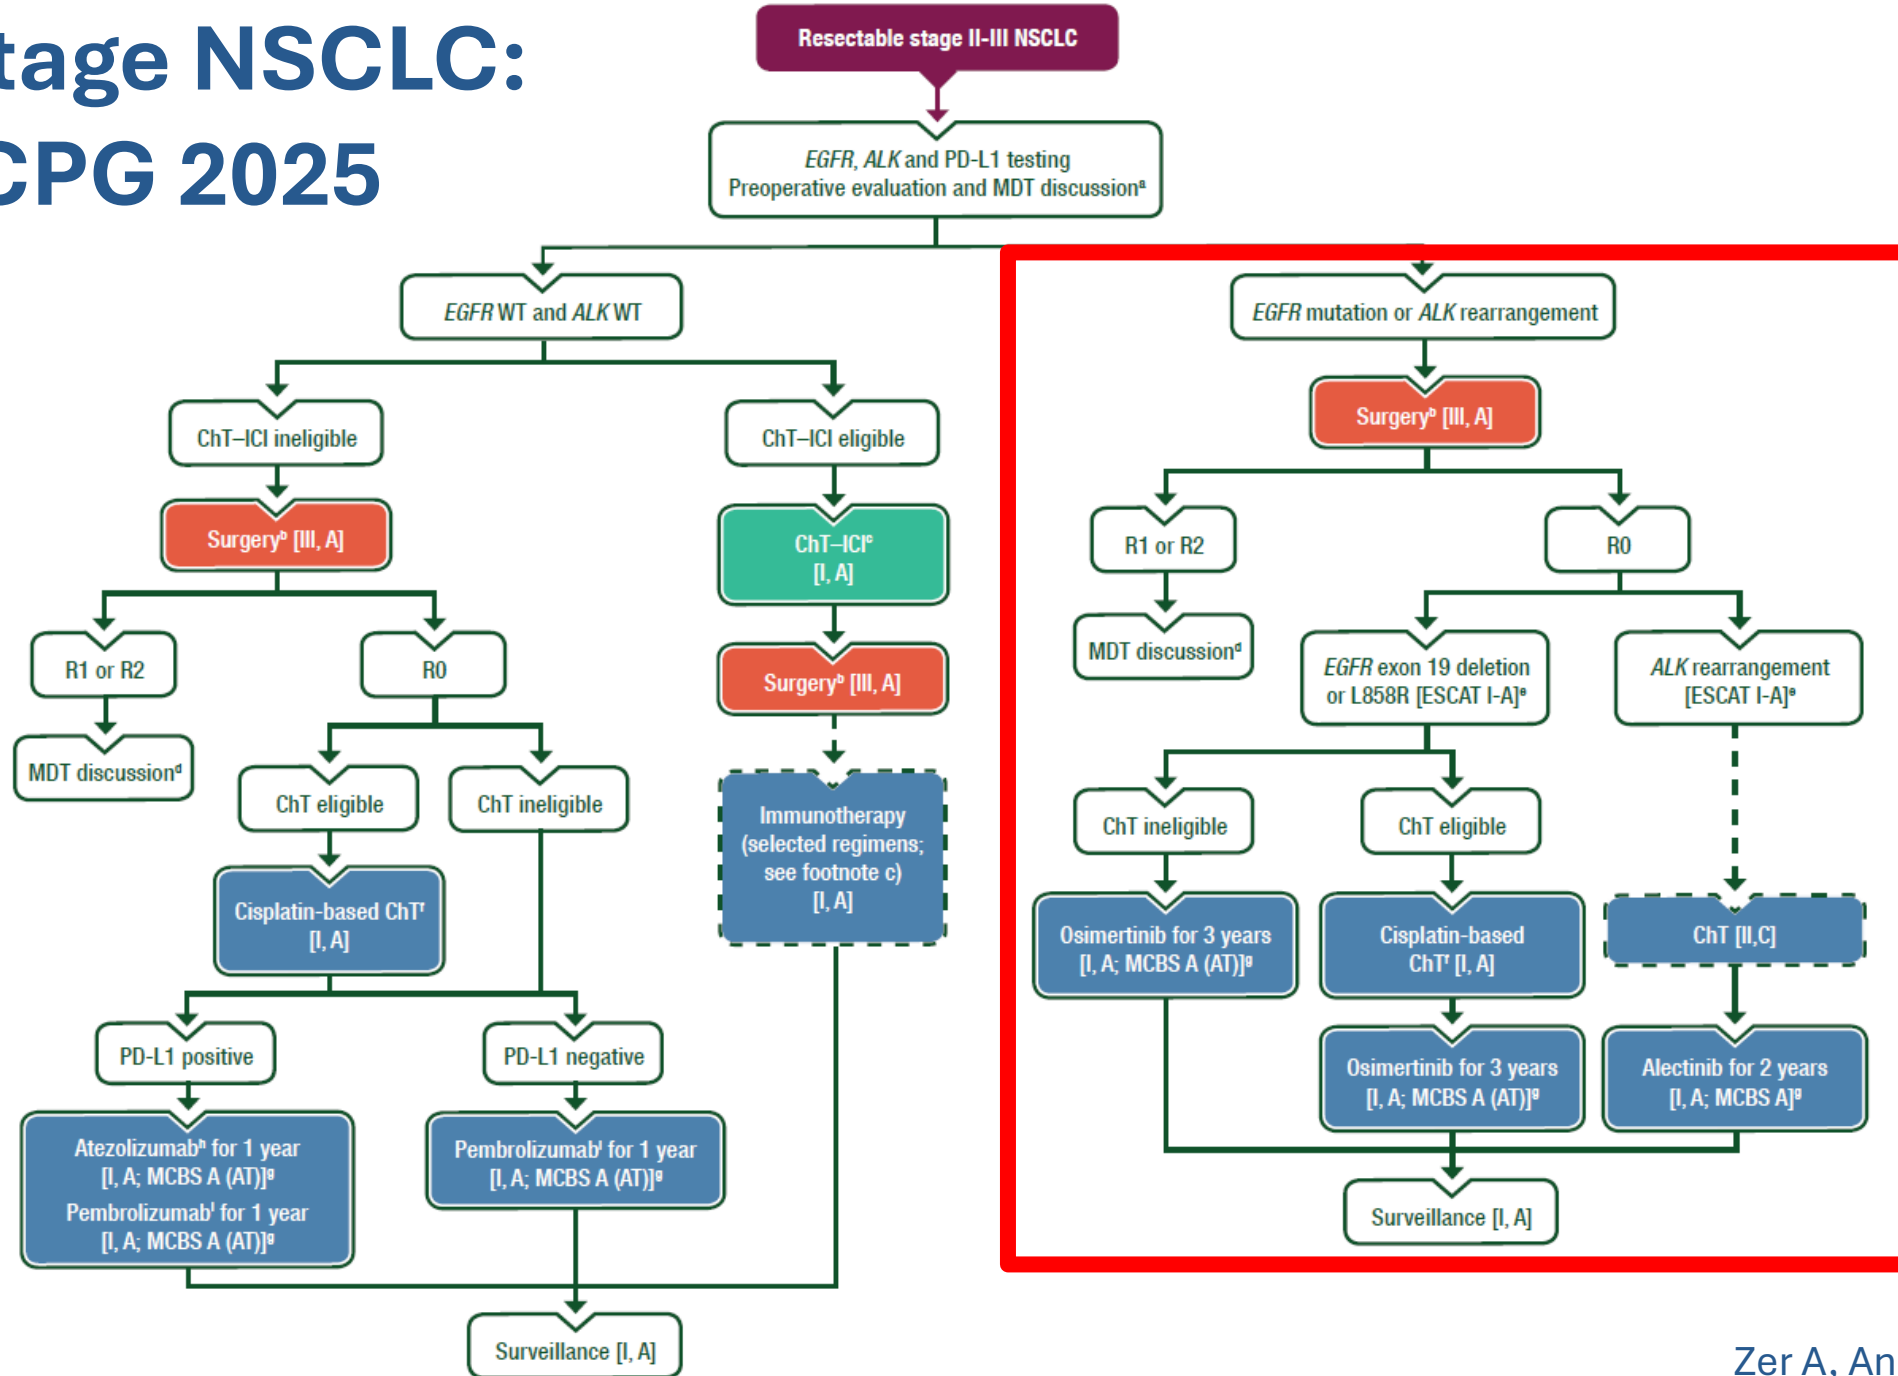 tage NSCLC:
CPG 2025
Resectable stage II-III NSCLC
EGFR, ALK and PD-L1 testing
Preoperative evaluation and MDT discussionᵃ
EGFR WT and ALK WT
EGFR mutation or ALK rearrangement
ChT–ICI ineligible
ChT–ICI eligible
Surgeryᵇ [III, A]
Surgeryᵇ [III, A]
ChT–ICIᶜ
[I, A]
Surgeryᵇ [III, A]
R1 or R2
R0
MDT discussionᵈ
ChT eligible
ChT ineligible
Immunotherapy
(selected regimens;
see footnote c)
[I, A]
Cisplatin-based ChTᶠ
[I, A]
PD-L1 positive
PD-L1 negative
Atezolizumabʰ for 1 year
[I, A; MCBS A (AT)]ᵍ
Pembrolizumabⁱ for 1 year
[I, A; MCBS A (AT)]ᵍ
Pembrolizumabⁱ for 1 year
[I, A; MCBS A (AT)]ᵍ
Surveillance [I, A]
R1 or R2
R0
MDT discussionᵈ
EGFR exon 19 deletion
or L858R [ESCAT I-A]ᵉ
ALK rearrangement
[ESCAT I-A]ᵉ
ChT ineligible
ChT eligible
Osimertinib for 3 years
[I, A; MCBS A (AT)]ᵍ
Cisplatin-based
ChTᶠ [I, A]
ChT [II,C]
Osimertinib for 3 years
[I, A; MCBS A (AT)]ᵍ
Alectinib for 2 years
[I, A; MCBS A]ᵍ
Surveillance [I, A]
Zer A, An